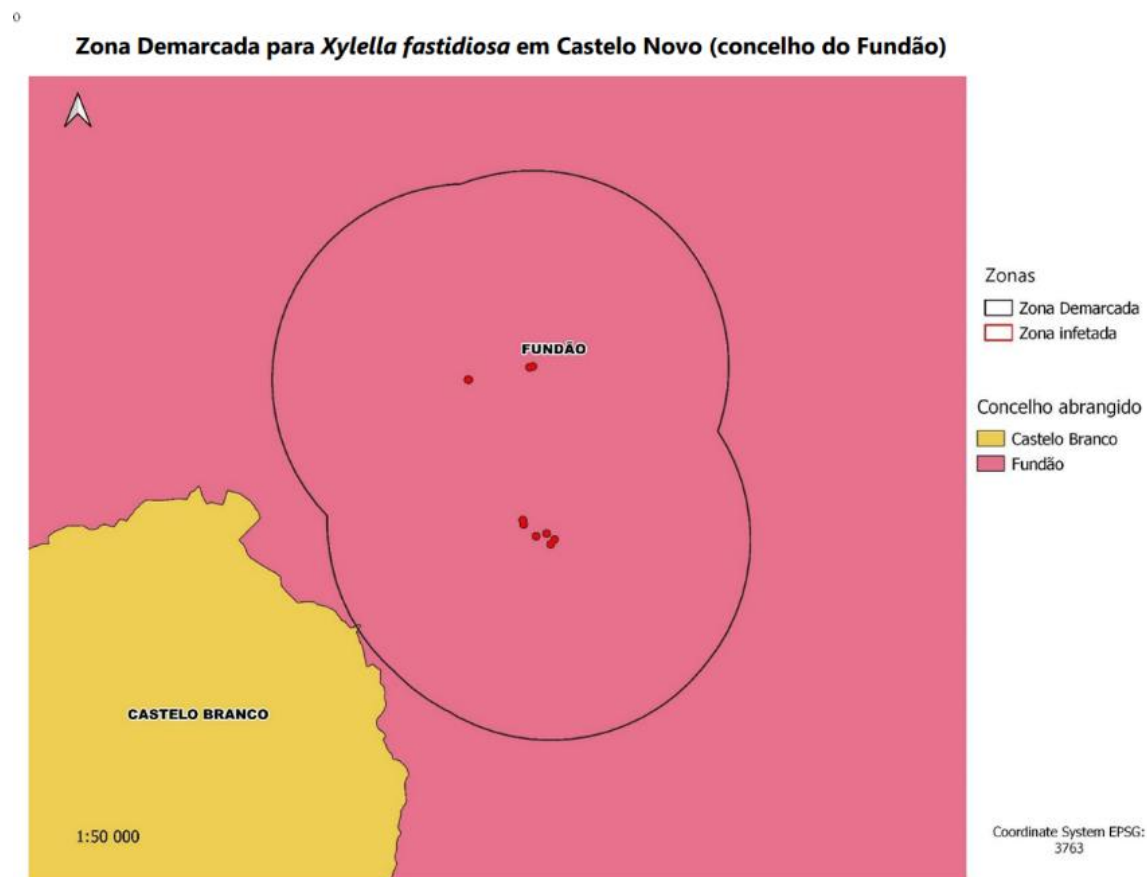 0
Zona Demarcada para Xylella fastidiosa em Castelo Novo (concelho do Fundão)
FUNDÃO
CASTELO BRANCO
1:50 000
Zonas
Zona Demarcada
Zona infetada
Concelho abrangido
Castelo Branco
Fundão
Coordinate System EPSG:
3763